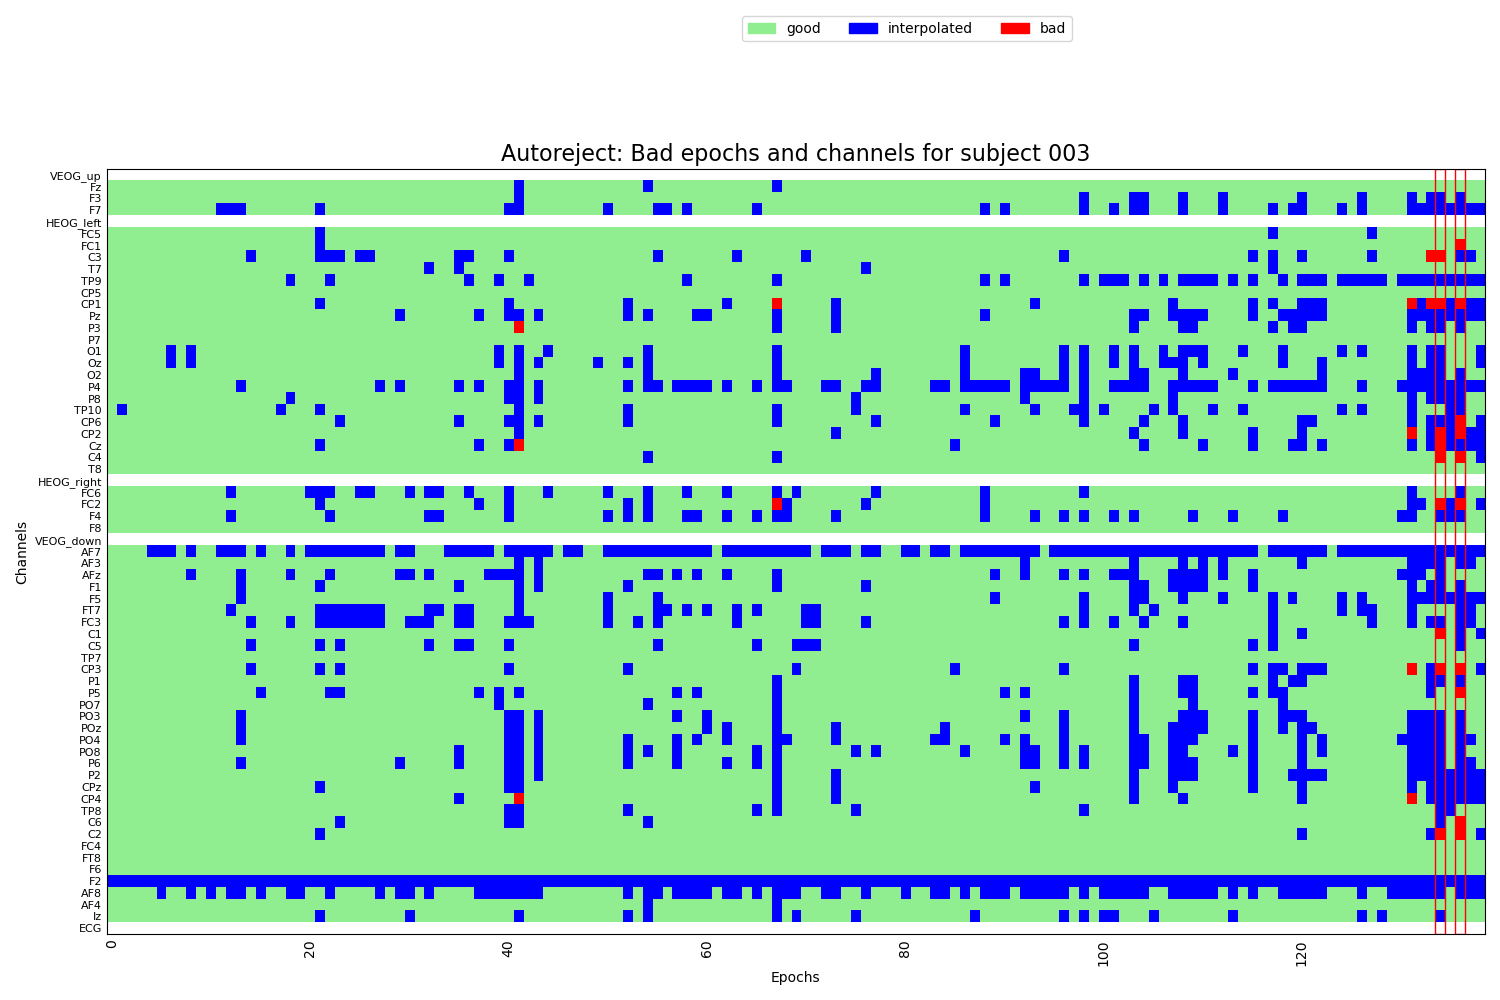 good interpolated bad
Autoreject: Bad epochs and channels for subject 003
VEOG_up
Fz
F3
F7
HEOG_left
FC5
FC1
C3
T7
TP9
CP5
CP1
Pz
P3
P7
O1
Oz
O2
P4
P8
TP10
CP6
CP2
Cz
C4
T8
HEOG_right
FC6
FC2
F4
F8
VEOG_down
AF7
AF3
AFz
F1
F5
FT7
FC3
C1
C5
TP7
CP3
P1
P5
PO7
PO3
POz
PO4
PO8
P6
P2
CPz
CP4
TP8
C6
C2
FC4
FT8
F6
F2
AF8
AF4
Iz
ECG
Channels
0 20 40 60 80 100 120
Epochs